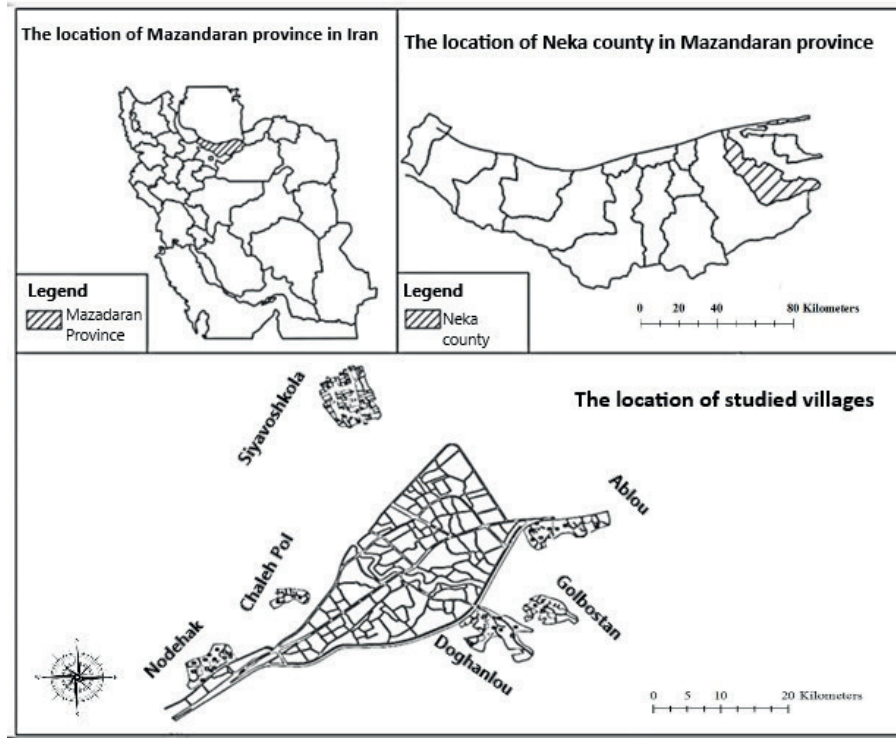 The location of Mazandaran province in Iran
Legend
Mazadaran
Province
The location of Neka county in Mazandaran province
Legend
Neka
county
0 20 40 80 Kilometers
The location of studied villages
Siyavoshkola
Ablou
Chaleh Pol
Golbostan
Nodehak
Doghanlou
0 5 10 20 Kilometers